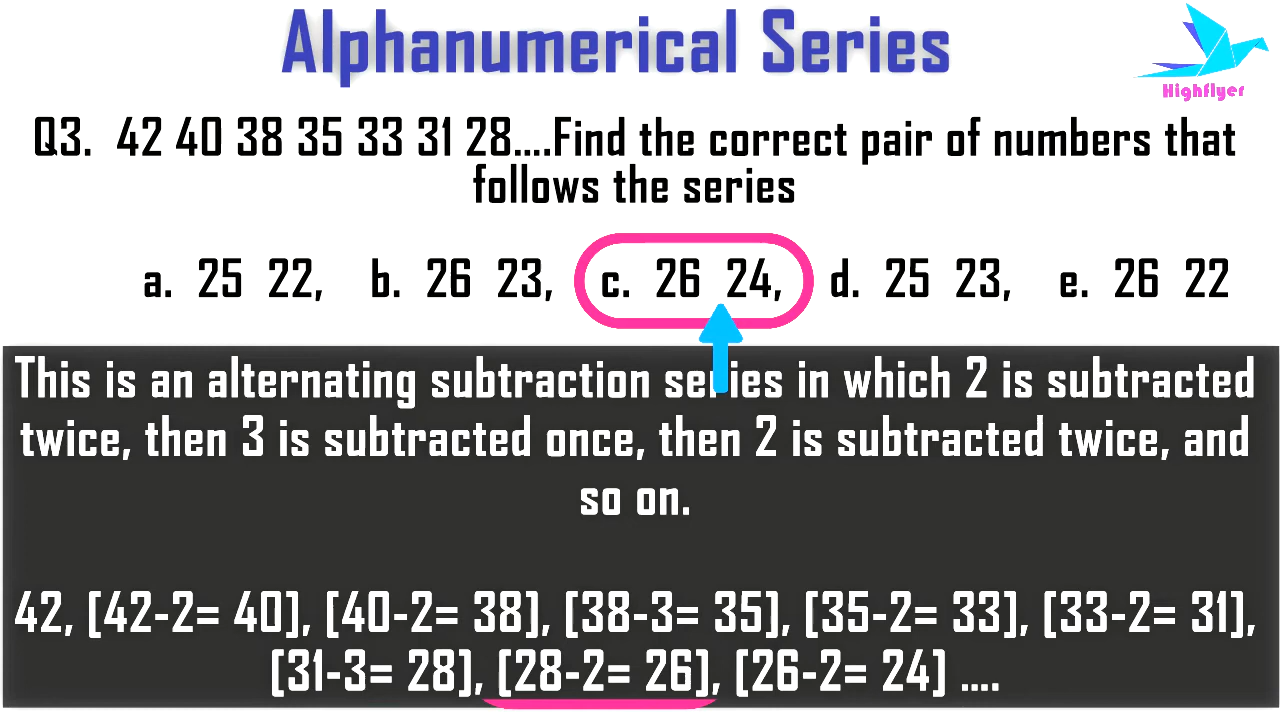 Alphanumerical Series
Highflyer
Q3. 42 40 38 35 33 31 28....Find the correct pair of numbers that
follows the series
a. 25 22, b. 26 23, c. 26 24, d. 25 23, e. 26 22
This is an alternating subtraction series in which 2 is subtracted
twice, then 3 is subtracted once, then 2 is subtracted twice, and
so on.
42, [42-2= 40], [40-2= 38], [38-3= 35], [35-2= 33], [33-2= 31],
[31-3= 28], [28-2= 26], [26-2= 24] ....